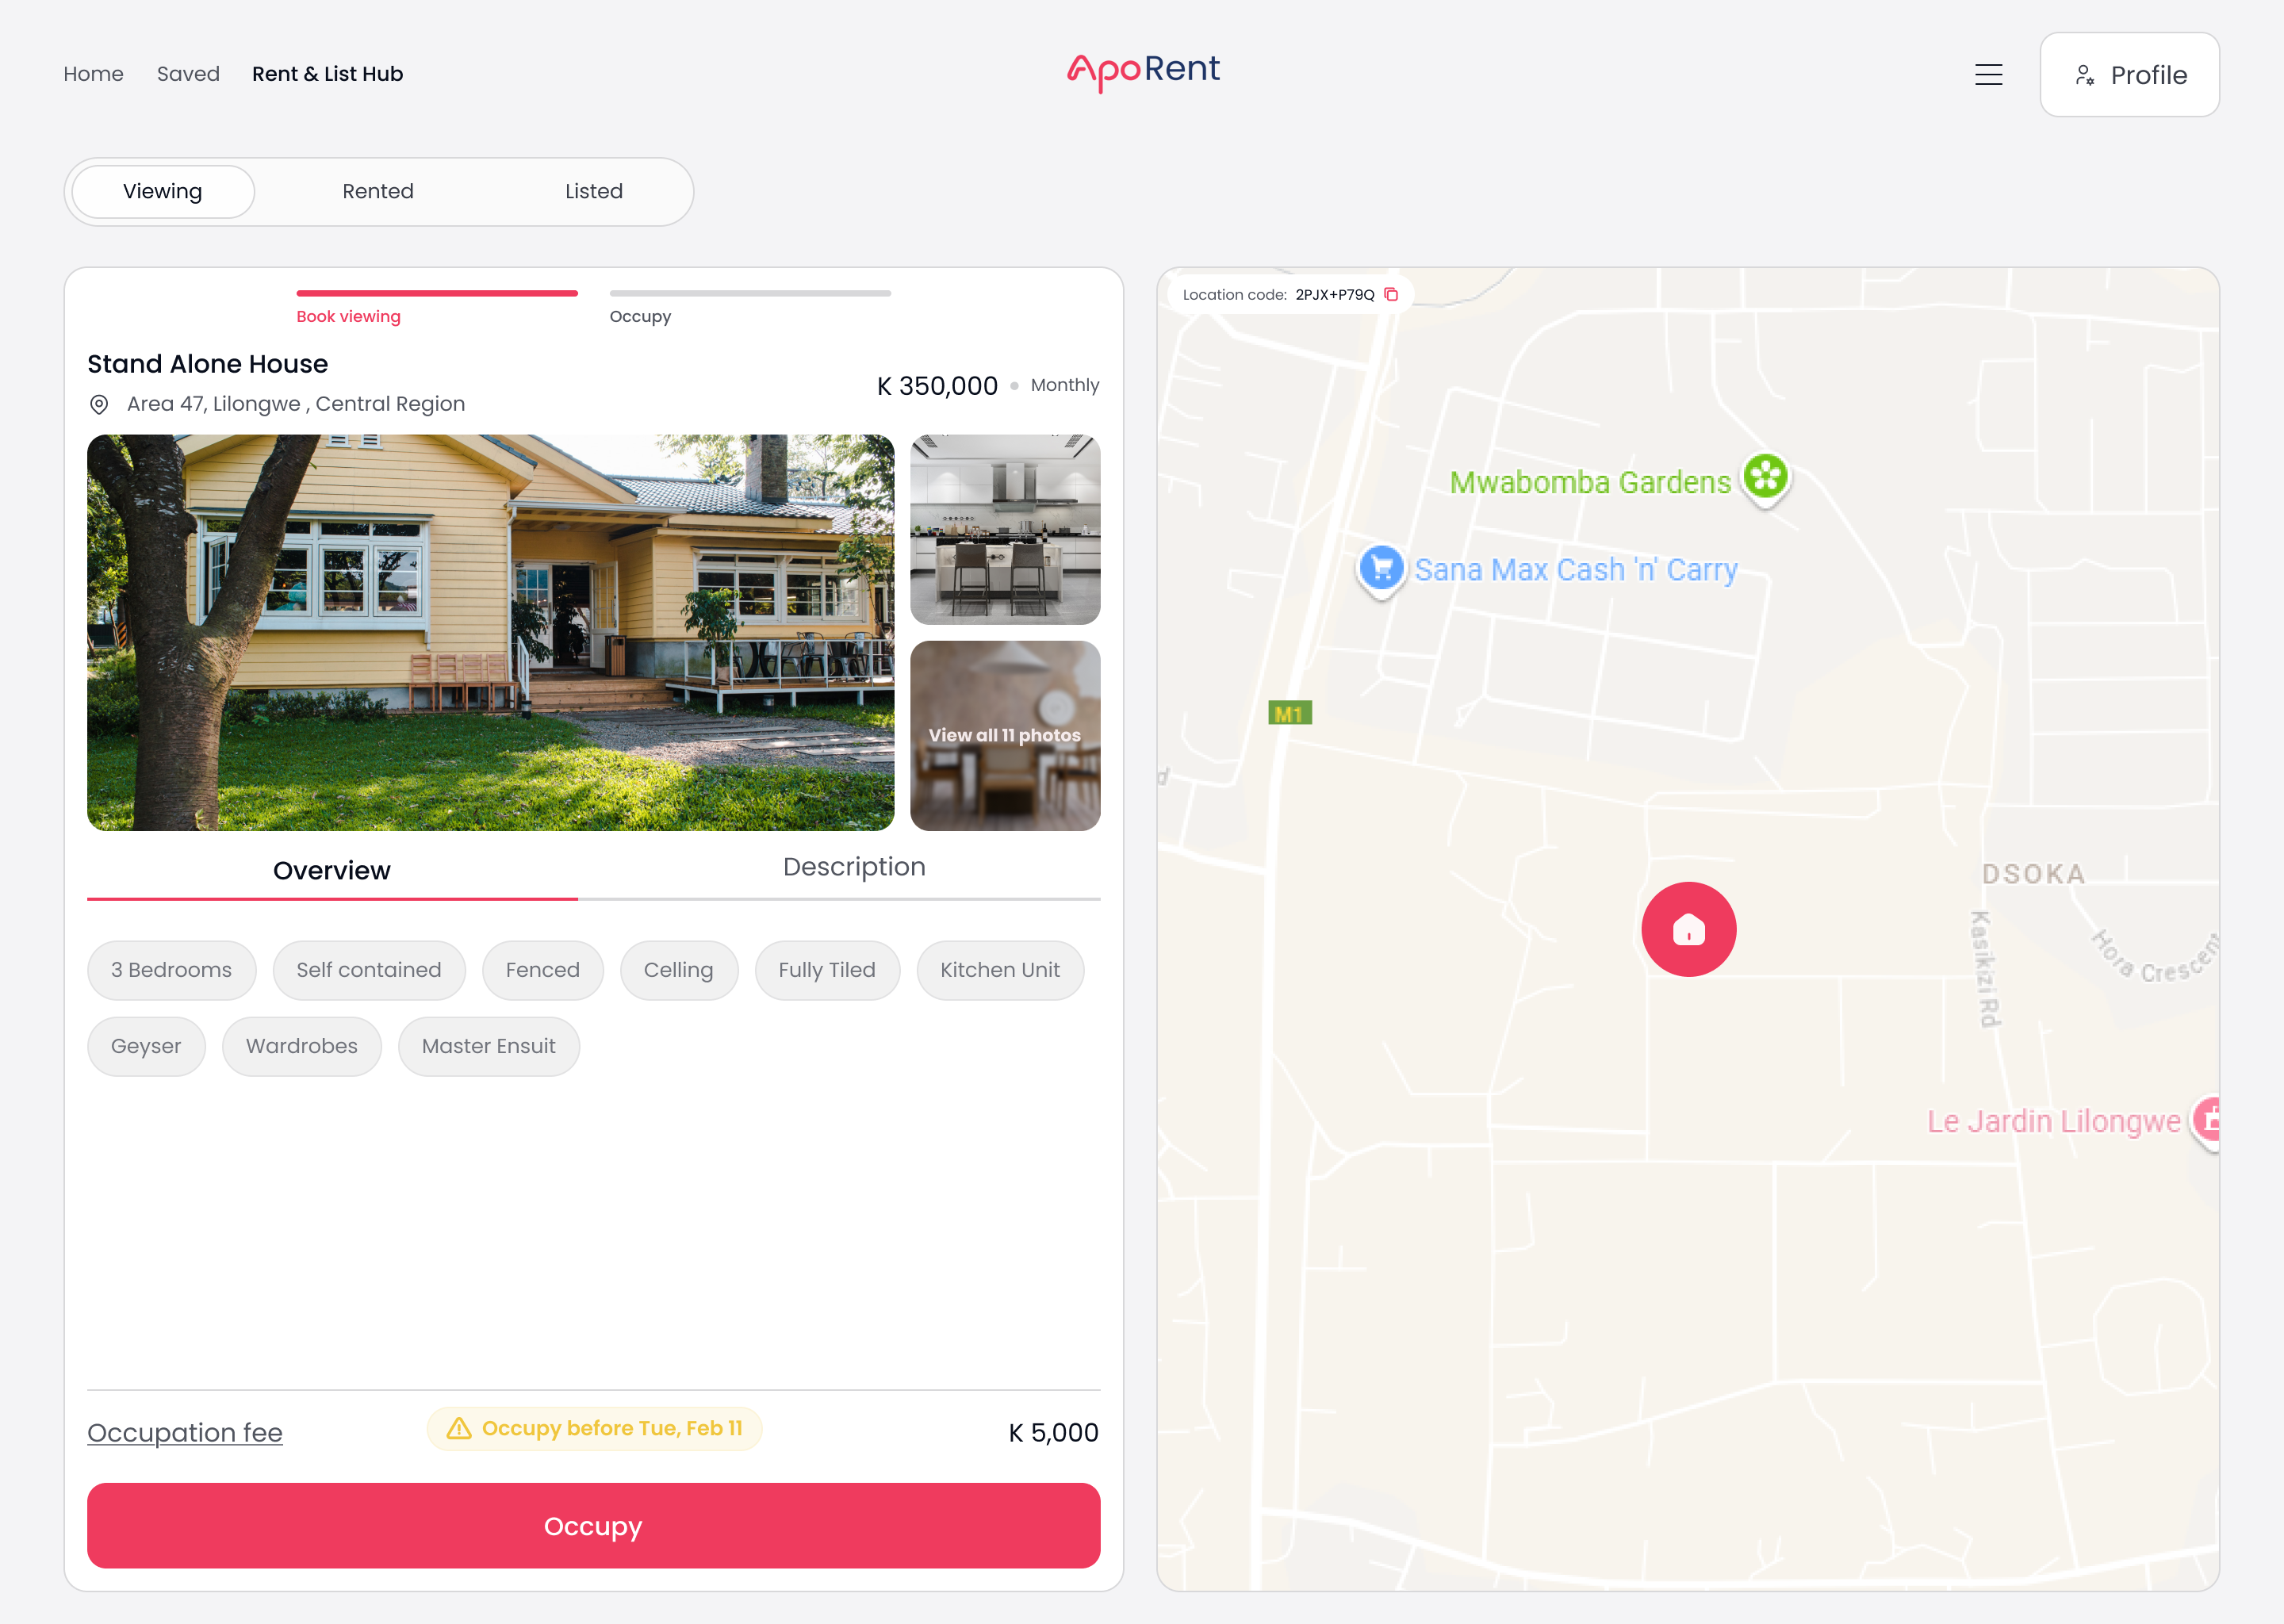 Home Saved Rent & List Hub
ApoRent
Profile
Viewing Rented Listed
Book viewing Occupy
Stand Alone House
Area 47, Lilongwe , Central Region
K 350,000 Monthly
View all 11 photos
Overview Description
3 Bedrooms Self contained Fenced Celling Fully Tiled Kitchen Unit
Geyser Wardrobes Master Ensuit
Occupation fee
Occupy before Tue, Feb 11
K 5,000
Occupy
Location code: 2PJX+P79Q
Mwabomba Gardens
Sana Max Cash 'n' Carry
M1
d
DSOKA
Kasikizi Rd
Hora Crescent
Le Jardin Lilongwe